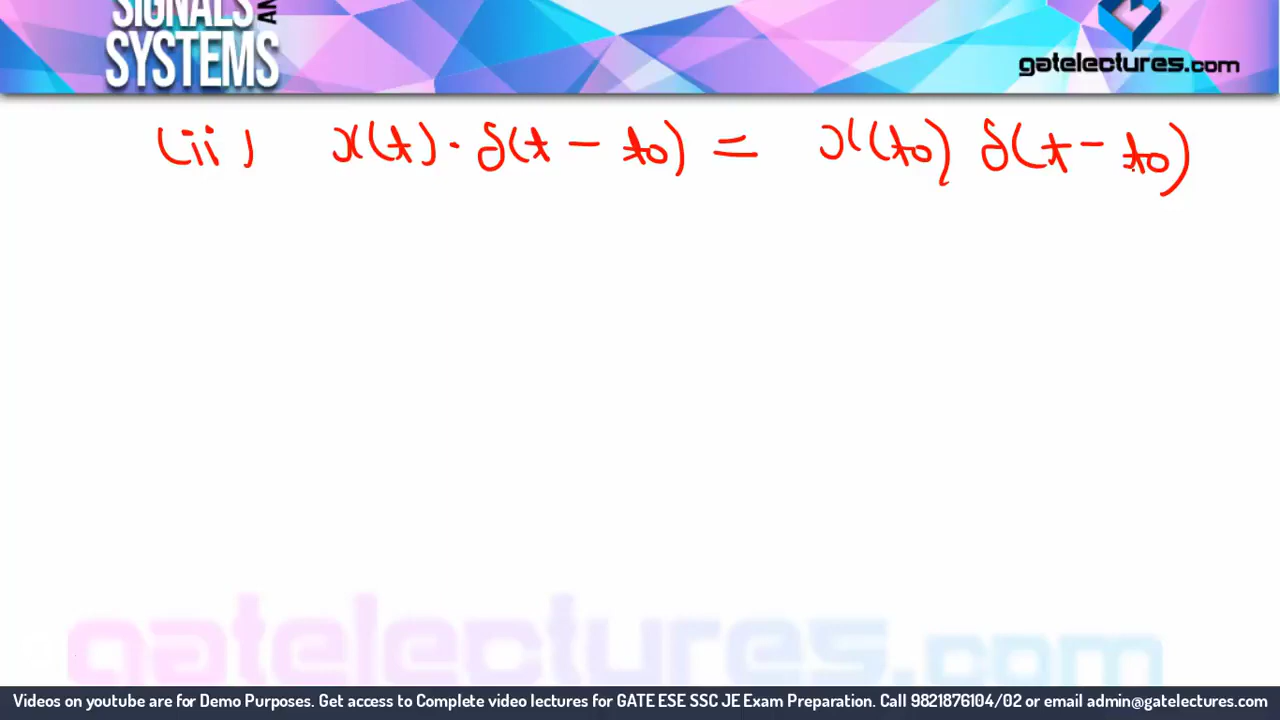 SIGNALS AND
SYSTEMS
gatelectures.com
(ii) x(t) · δ(t − t₀) = x(t₀) δ(t − t₀)
gatelectures.com
Videos on youtube are for Demo Purposes. Get access to Complete video lectures for GATE ESE SSC JE Exam Preparation. Call 9821876104/02 or email admin@gatelectures.com